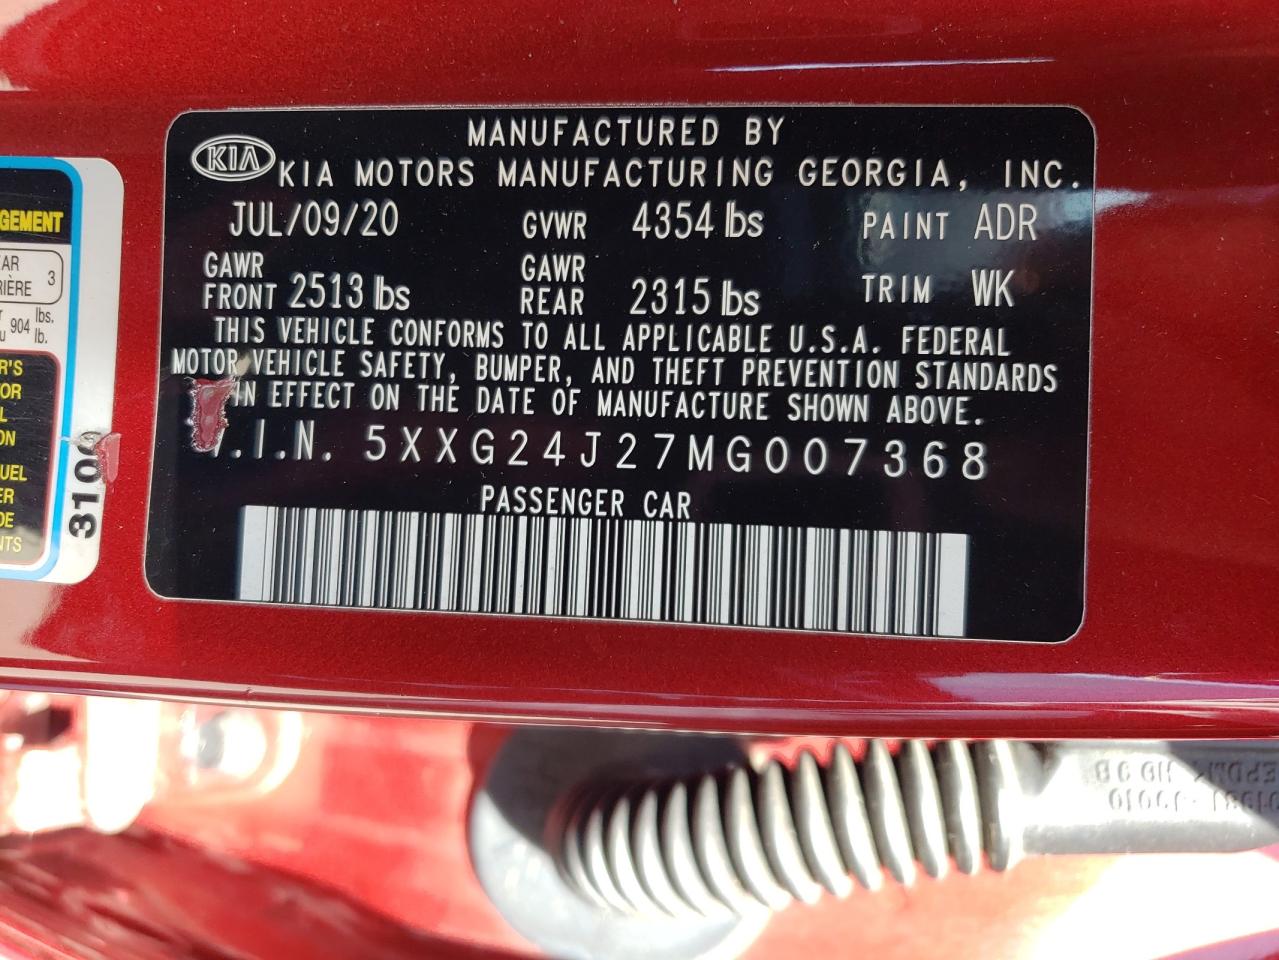 MANUFACTURED BY
KIA
KIA MOTORS MANUFACTURING GEORGIA, INC.
JUL/09/20 GVWR 4354 lbs PAINT ADR
GAWR FRONT 2513 lbs GAWR REAR 2315 lbs TRIM WK
THIS VEHICLE CONFORMS TO ALL APPLICABLE U.S.A. FEDERAL
MOTOR VEHICLE SAFETY, BUMPER, AND THEFT PREVENTION STANDARDS
IN EFFECT ON THE DATE OF MANUFACTURE SHOWN ABOVE.
V.I.N. 5XXG24J27MG007368
PASSENGER CAR
GEMENT
AR
IÈRE 3
904 lbs.
lb.
R'S
TOR
L
ON
UEL
ER
DE
NTS
310
EPDM